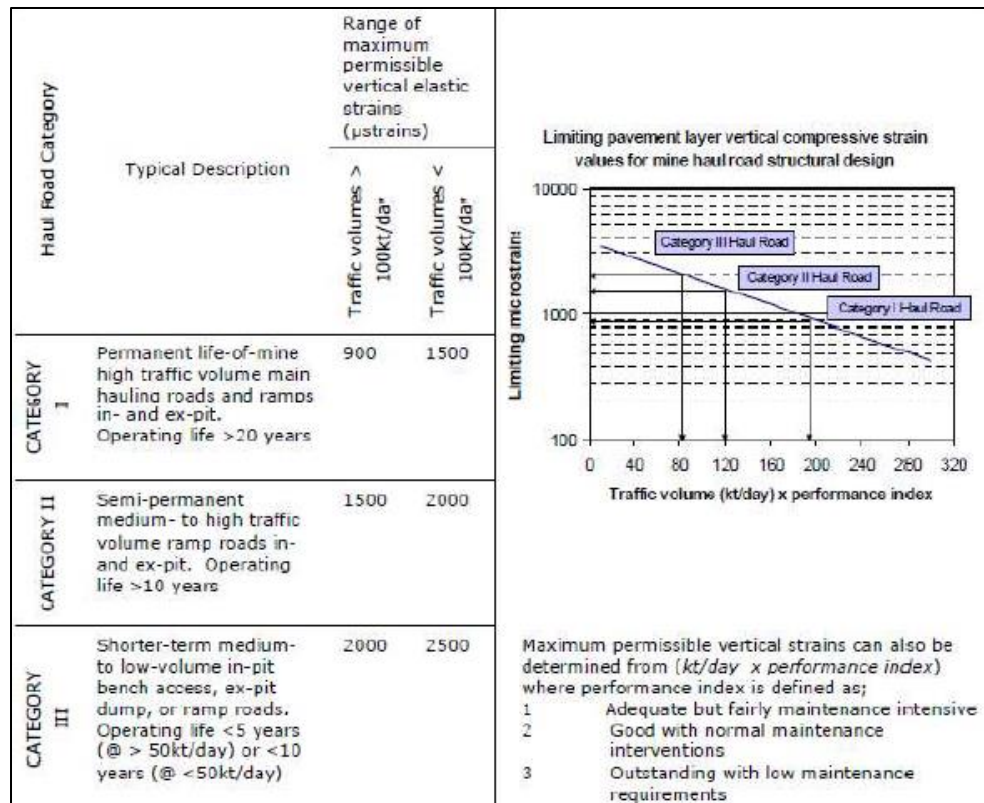 Haul Road Category
Typical Description
Range of
maximum
permissible
vertical elastic
strains
(µstrains)
Traffic volumes >
100kt/da*
Traffic volumes <
100kt/da*
CATEGORY
I
Permanent life-of-mine
high traffic volume main
hauling roads and ramps
in- and ex-pit.
Operating life >20 years
900
1500
CATEGORY II
Semi-permanent
medium- to high traffic
volume ramp roads in-
and ex-pit. Operating
life >10 years
1500
2000
CATEGORY
III
Shorter-term medium-
to low-volume in-pit
bench access, ex-pit
dump, or ramp roads.
Operating life <5 years
(@ > 50kt/day) or <10
years (@ <50kt/day)
2000
2500
Limiting pavement layer vertical compressive strain
values for mine haul road structural design
Limiting microstrains
10000
1000
100
Category III Haul Road
Category II Haul Road
Category I Haul Road
0 40 80 120 160 200 240 280 320
Traffic volume (kt/day) x performance index
Maximum permissible vertical strains can also be
determined from (kt/day x performance index)
where performance index is defined as;
1 Adequate but fairly maintenance intensive
2 Good with normal maintenance
interventions
3 Outstanding with low maintenance
requirements